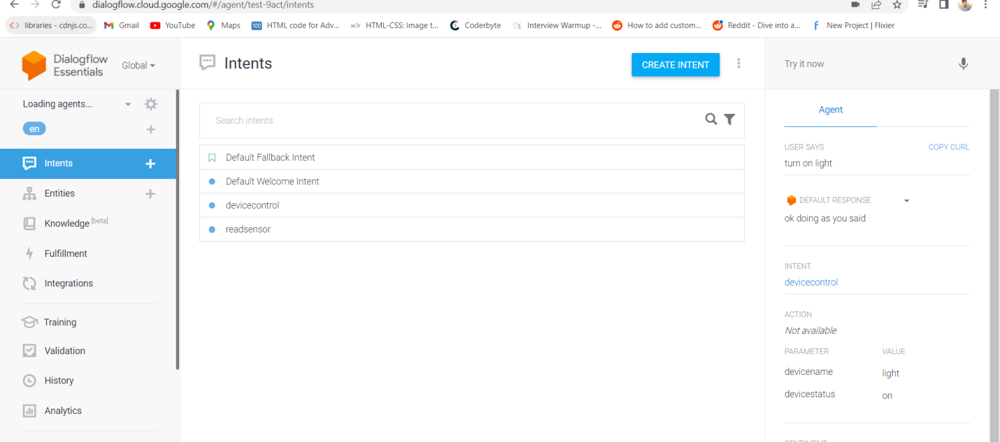 dialogflow.cloud.google.com/#/agent/test-9act/intents
<> libraries - cdnjs.co... Gmail YouTube Maps 100 HTML code for Adv... w3r HTML-CSS: Image t... Coderbyte Interview Warmup -... How to add custom... Reddit - Dive into a... New Project | Flixier
Dialogflow
Essentials
Global
Intents
CREATE INTENT
Try it now
Loading agents...
en
Intents
Entities
Knowledge [beta]
Fulfillment
Integrations
Training
Validation
History
Analytics
Search intents
Default Fallback Intent
Default Welcome Intent
devicecontrol
readsensor
Agent
USER SAYS COPY CURL
turn on light
DEFAULT RESPONSE
ok doing as you said
INTENT
devicecontrol
ACTION
Not available
PARAMETER VALUE
devicename light
devicestatus on
SENTIMENT